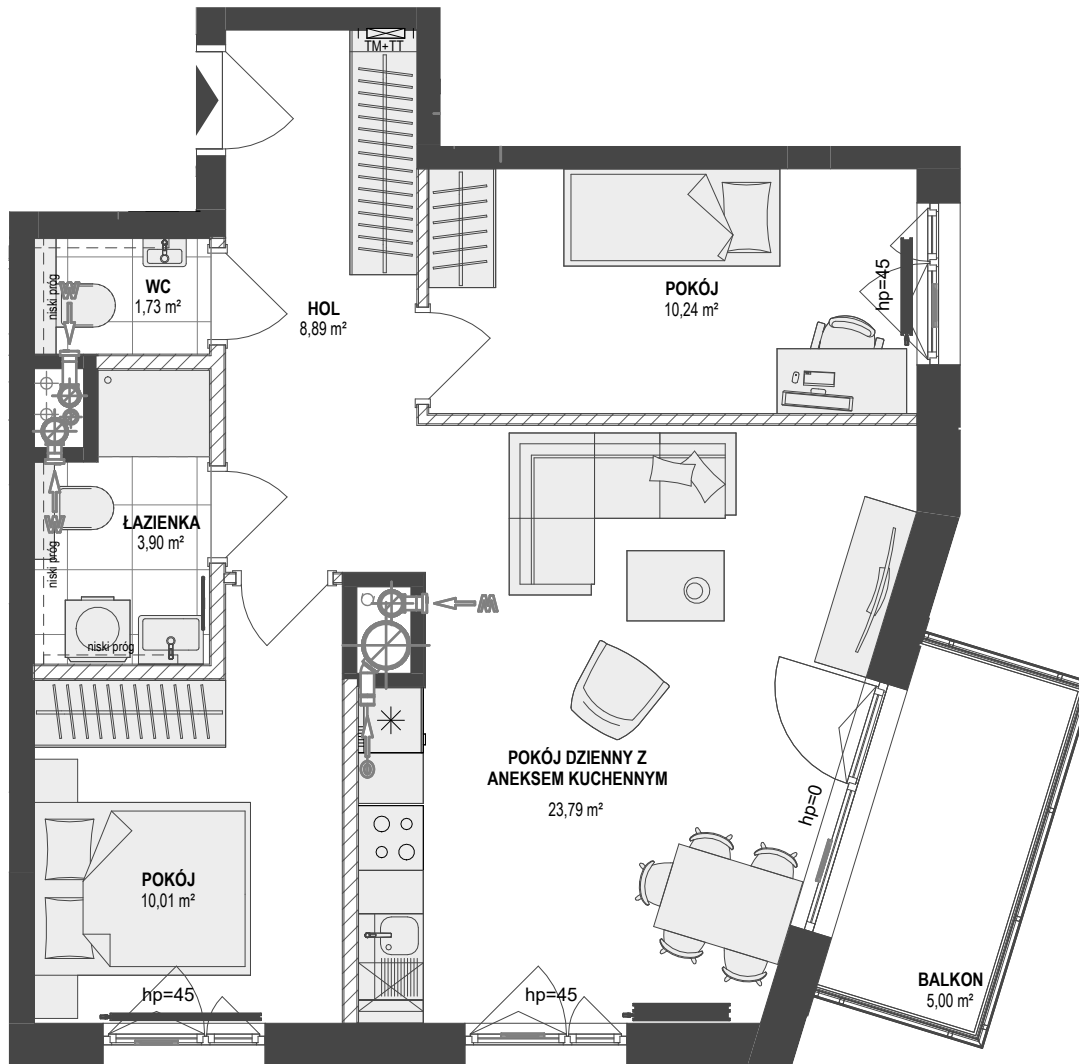 TM+TT
WC
1,73 m²
niski próg
W
HOL
8,89 m²
POKÓJ
10,24 m²
hp=45
ŁAZIENKA
3,90 m²
W
niski próg
niski próg
W
POKÓJ DZIENNY Z
ANEKSEM KUCHENNYM
23,79 m²
O
hp=0
POKÓJ
10,01 m²
hp=45
hp=45
BALKON
5,00 m²